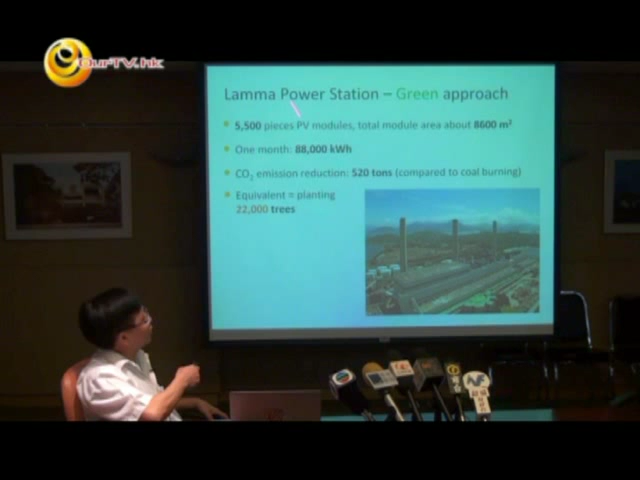 OurTV.hk
Lamma Power Station – Green approach
5,500 pieces PV modules, total module area about 8600 m²
One month: 88,000 kWh
CO₂ emission reduction: 520 tons (compared to coal burning)
Equivalent = planting
22,000 trees